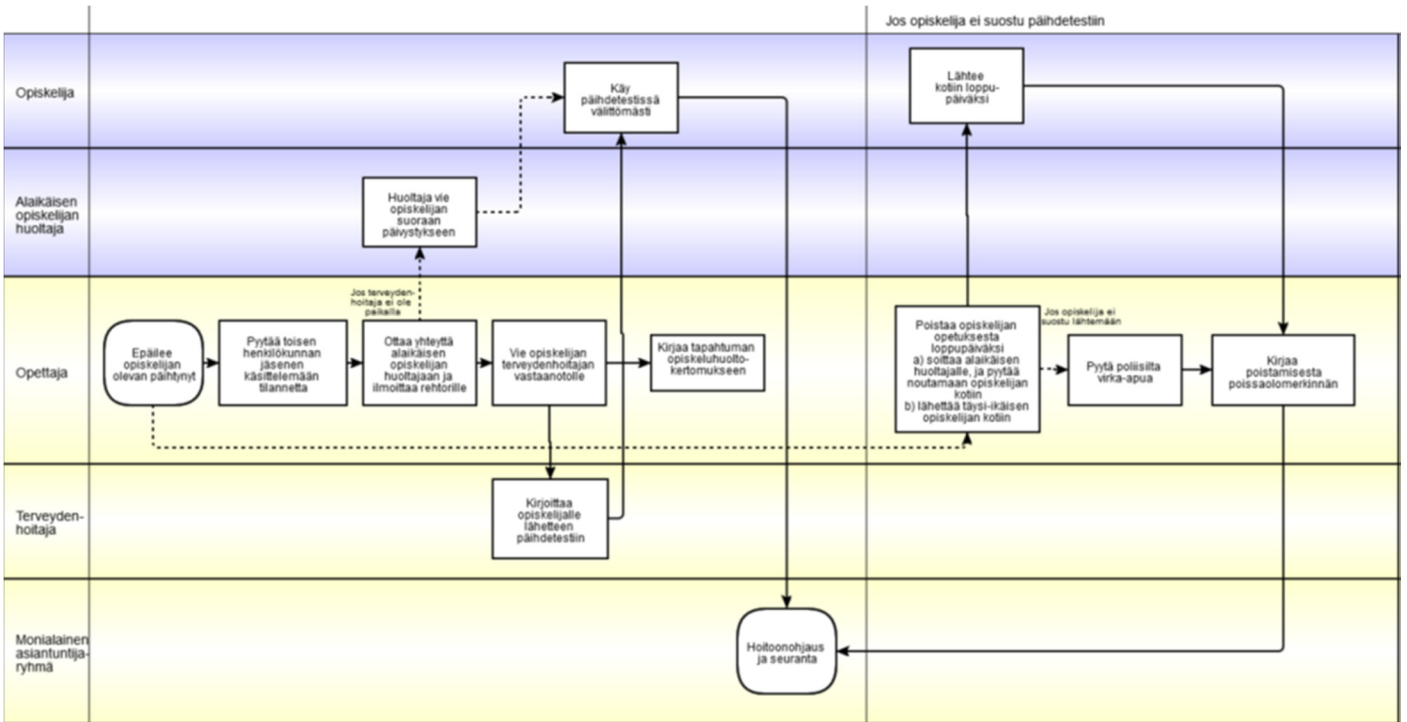 Jos opiskelija ei suostu päihdetestiin
Opiskelija
Käy
päihdetestissä
välittömästi
Lähtee
kotiin loppu-
päiväksi
Alaikäisen
opiskelijan
huoltaja
Huoltaja vie
opiskelijan
suoraan
päivystykseen
Opettaja
Epäilee
opiskelijan
olevan päihtynyt
Pyytää toisen
henkilökunnan
jäsenen
käsittelemään
tilannetta
Jos terveyden-
hoitaja ei ole
paikalla
Ottaa yhteyttä
alaikäisen
opiskelijan
huoltajaan ja
ilmoittaa rehtorille
Vie opiskelijan
terveydenhoitajan
vastaanotolle
Kirjaa tapahtuman
opiskeluhuolto-
kertomukseen
Poistaa opiskelijan
opetuksesta
loppupäiväksi
a) soittaa alaikäisen
huoltajalle, ja pyytää
noutamaan opiskelijan
kotiin
b) lähettää täysi-ikäisen
opiskelijan kotiin
Jos opiskelija ei
suostu lähtemään
Pyytä poliisilta
virka-apua
Kirjaa
poistamisesta
poissaolomerkinnän
Terveyden-
hoitaja
Kirjoittaa
opiskelijalle
lähetteen
päihdetestiin
Monialainen
asiantuntija-
ryhmä
Hoitoonohjaus
ja seuranta